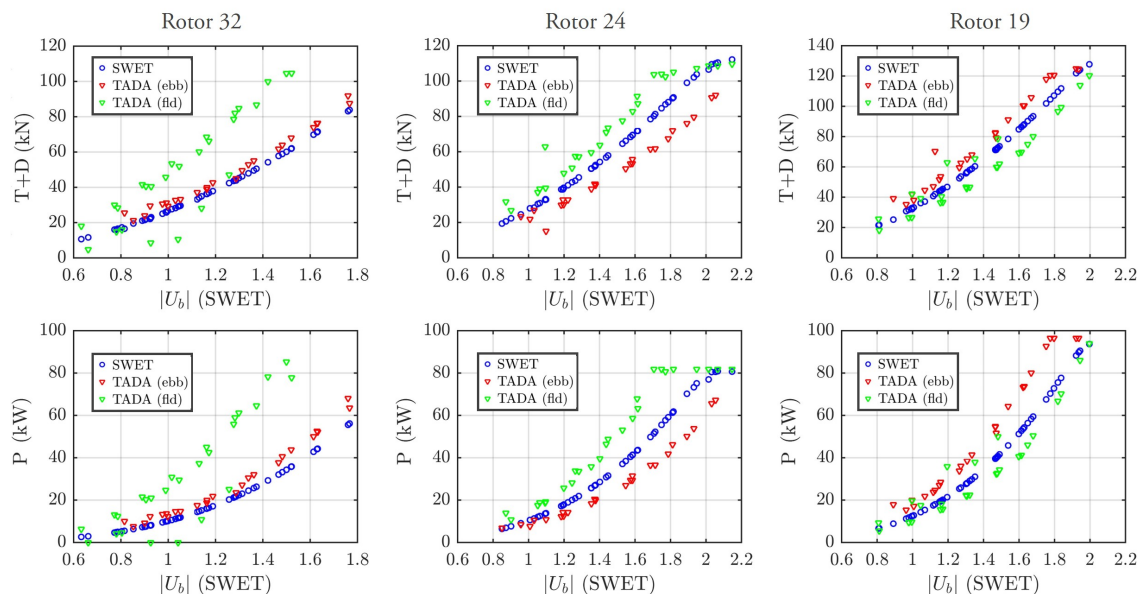 Rotor 32
Rotor 24
Rotor 19
120
100
80
60
40
20
0
T+D (kN)
SWET
TADA (ebb)
TADA (fld)
0.6 0.8 1 1.2 1.4 1.6 1.8
|U_b| (SWET)
120
100
80
60
40
20
0
T+D (kN)
SWET
TADA (ebb)
TADA (fld)
0.6 0.8 1 1.2 1.4 1.6 1.8 2 2.2
|U_b| (SWET)
140
120
100
80
60
40
20
0
T+D (kN)
SWET
TADA (ebb)
TADA (fld)
0.6 0.8 1 1.2 1.4 1.6 1.8 2 2.2
|U_b| (SWET)
100
80
60
40
20
0
P (kW)
SWET
TADA (ebb)
TADA (fld)
0.6 0.8 1 1.2 1.4 1.6 1.8
|U_b| (SWET)
100
80
60
40
20
0
P (kW)
SWET
TADA (ebb)
TADA (fld)
0.6 0.8 1 1.2 1.4 1.6 1.8 2 2.2
|U_b| (SWET)
100
80
60
40
20
0
P (kW)
SWET
TADA (ebb)
TADA (fld)
0.6 0.8 1 1.2 1.4 1.6 1.8 2 2.2
|U_b| (SWET)